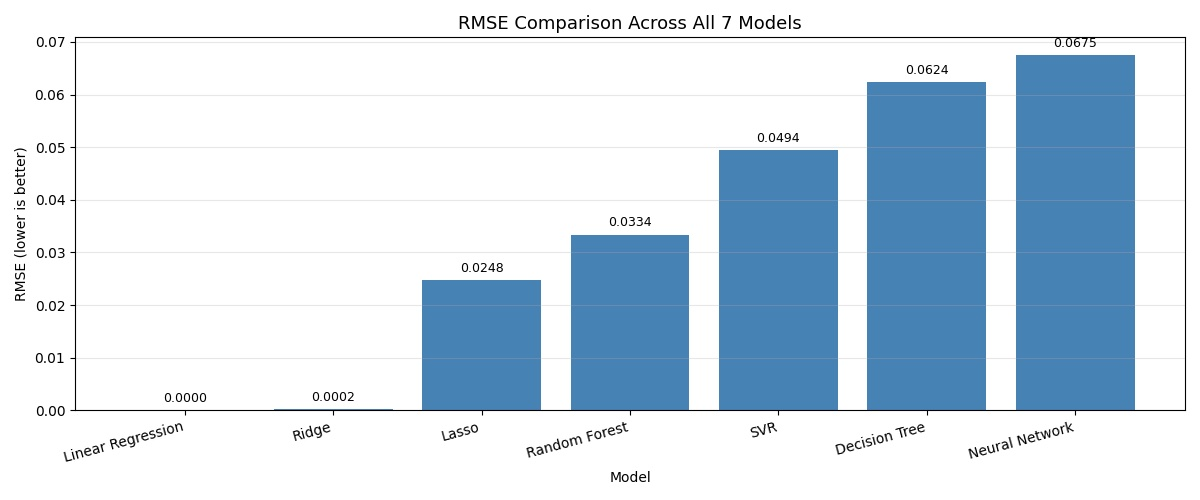 RMSE Comparison Across All 7 Models
RMSE (lower is better)
0.07
0.06
0.05
0.04
0.03
0.02
0.01
0.00
0.0000
0.0002
0.0248
0.0334
0.0494
0.0624
0.0675
Linear Regression
Ridge
Lasso
Random Forest
SVR
Decision Tree
Neural Network
Model